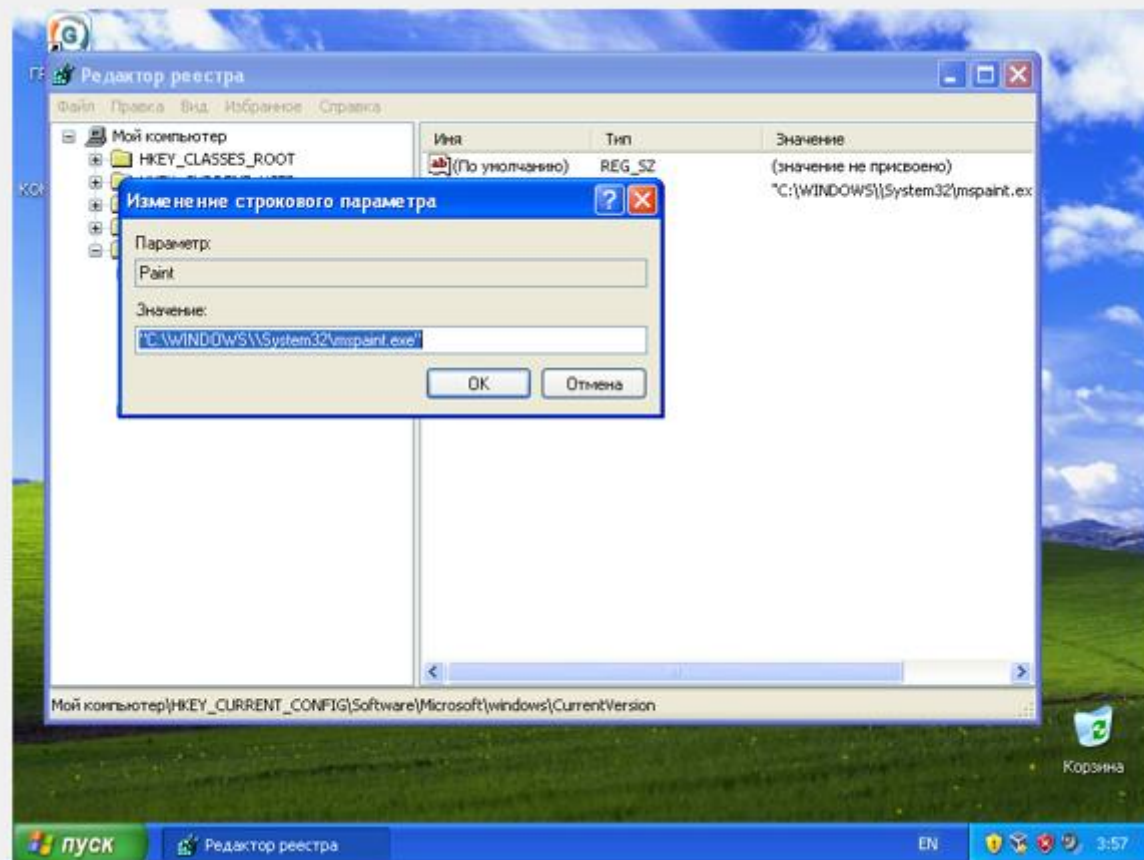 G
Редактор реестра
Файл Правка Вид Избранное Справка
Мой компьютер
HKEY_CLASSES_ROOT
Имя Тип Значение
(По умолчанию) REG_SZ (значение не присвоено)
"C:\WINDOWS\\System32\mspaint.ex
Изменение строкового параметра
Параметр:
Paint
Значение:
"C:\WINDOWS\\System32\mspaint.exe"
OK Отмена
Мой компьютер\HKEY_CURRENT_CONFIG\Software\Microsoft\windows\CurrentVersion
Корзина
пуск Редактор реестра EN 3:57